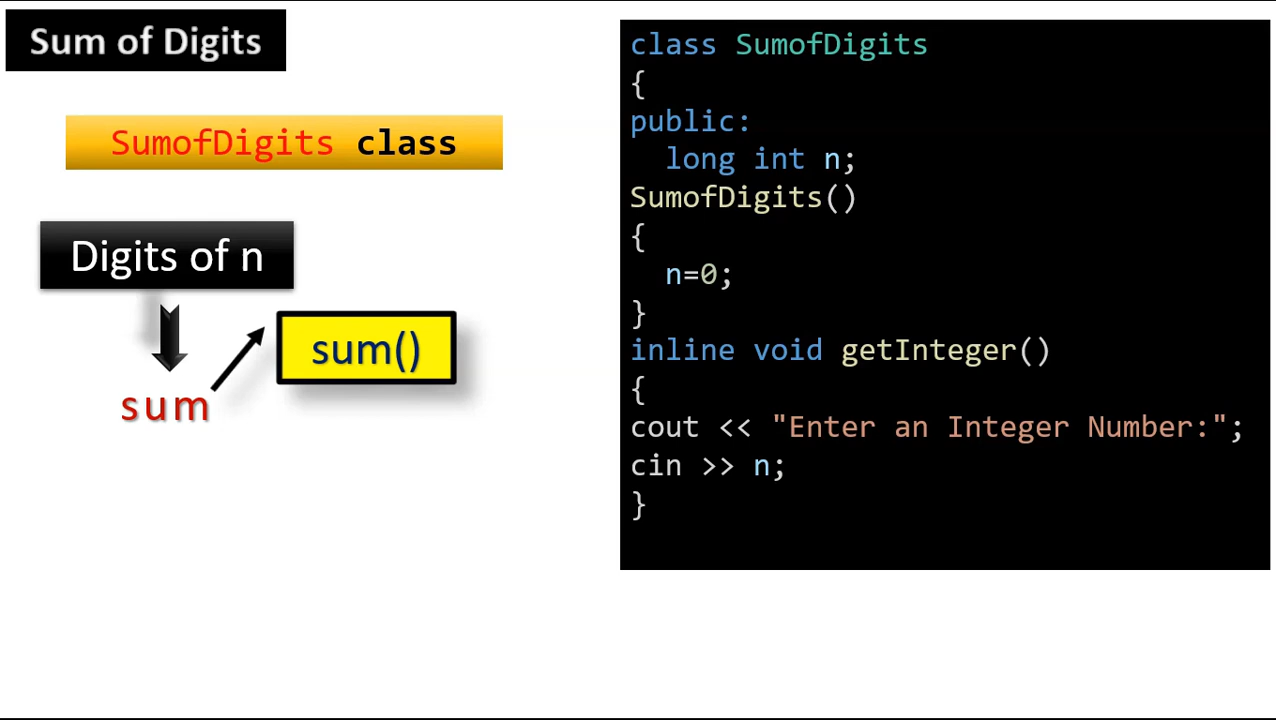 Sum of Digits
SumofDigits class
Digits of n
sum()
sum
class SumofDigits
{
public:
long int n;
SumofDigits()
{
n=0;
}
inline void getInteger()
{
cout << "Enter an Integer Number:";
cin >> n;
}